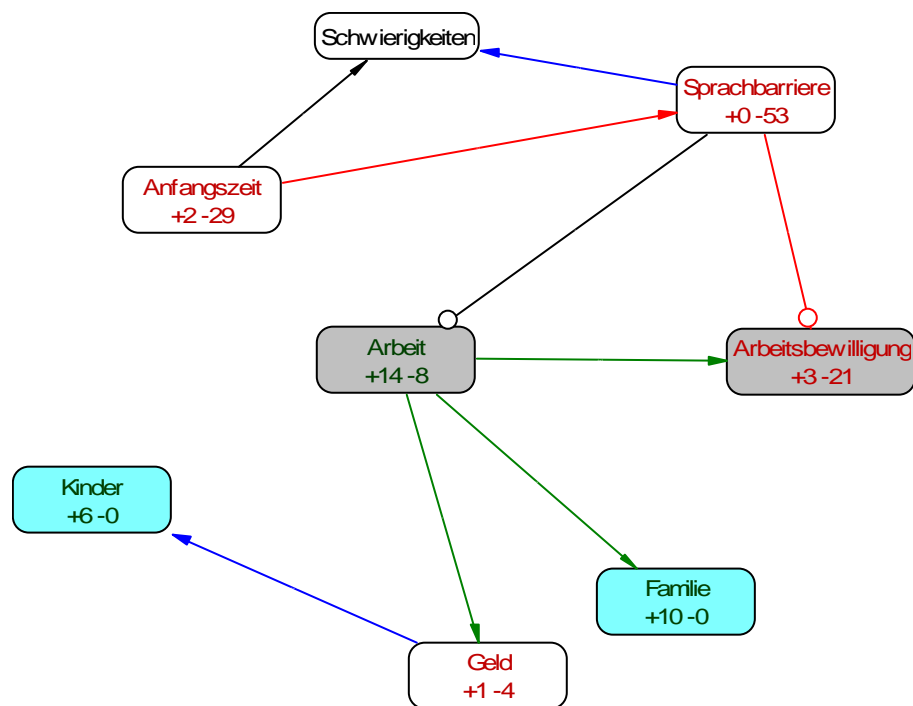 Schwierigkeiten
Sprachbarriere
+0 -53
Anfangszeit
+2 -29
Arbeit
+14 -8
Arbeitsbewilligung
+3 -21
Kinder
+6 -0
Familie
+10 -0
Geld
+1 -4